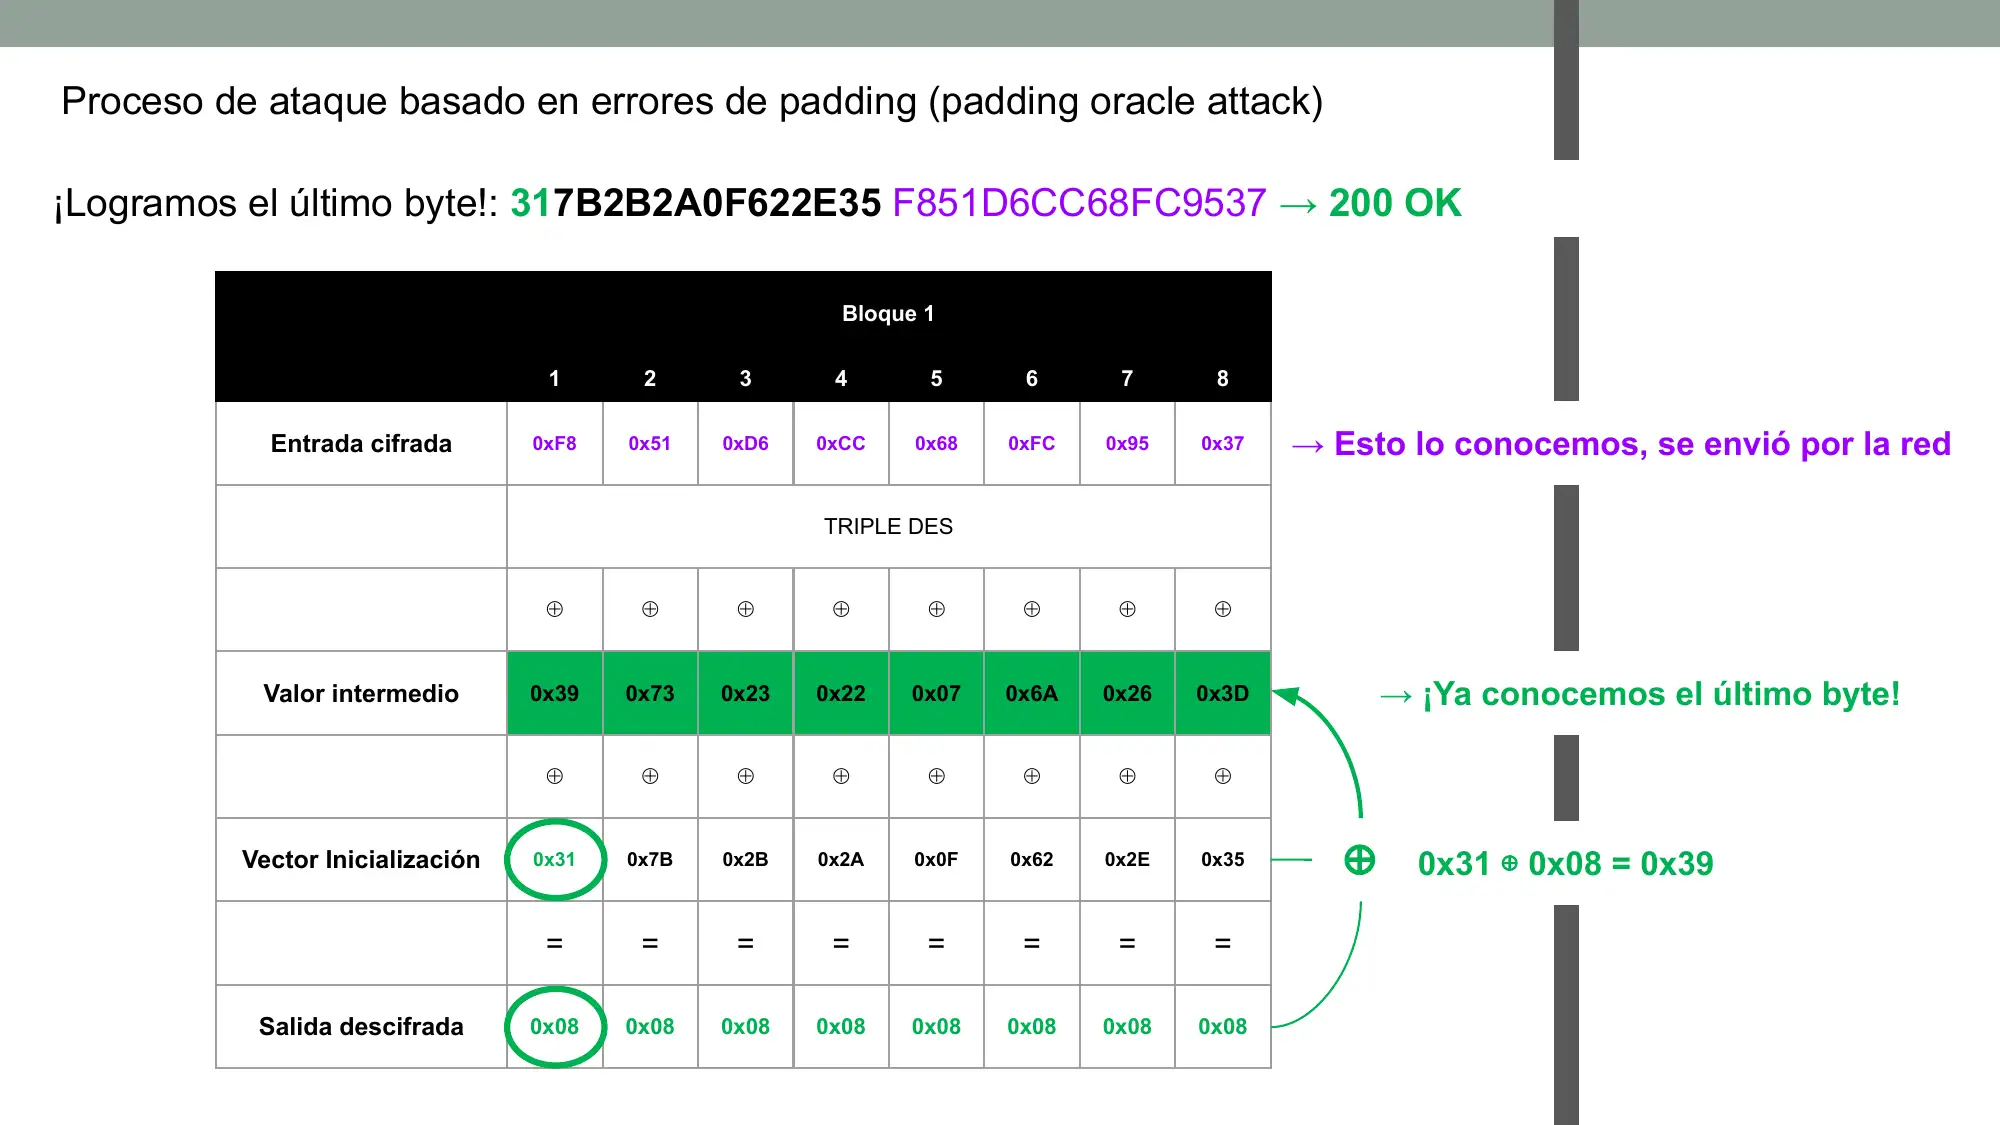 Proceso de ataque basado en errores de padding (padding oracle attack)
¡Logramos el último byte!: 317B2B2A0F622E35 F851D6CC68FC9537 → 200 OK
Bloque 1
1 2 3 4 5 6 7 8
Entrada cifrada 0xF8 0x51 0xD6 0xCC 0x68 0xFC 0x95 0x37 → Esto lo conocemos, se envió por la red
TRIPLE DES
⊕ ⊕ ⊕ ⊕ ⊕ ⊕ ⊕ ⊕
Valor intermedio 0x39 0x73 0x23 0x22 0x07 0x6A 0x26 0x3D → ¡Ya conocemos el último byte!
⊕ ⊕ ⊕ ⊕ ⊕ ⊕ ⊕ ⊕
Vector Inicialización 0x31 0x7B 0x2B 0x2A 0x0F 0x62 0x2E 0x35 ⊕ 0x31 ⊕ 0x08 = 0x39
= = = = = = = =
Salida descifrada 0x08 0x08 0x08 0x08 0x08 0x08 0x08 0x08